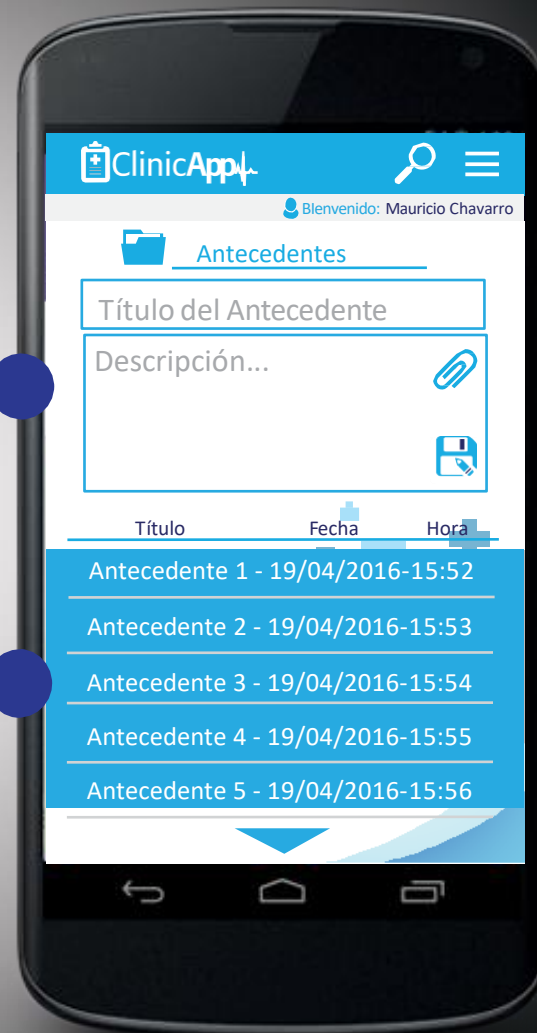 ClinicApp
BIenvenido: Mauricio Chavarro
Antecedentes
Título del Antecedente
Descripción...
Título Fecha Hora
Antecedente 1 - 19/04/2016-15:52
Antecedente 2 - 19/04/2016-15:53
Antecedente 3 - 19/04/2016-15:54
Antecedente 4 - 19/04/2016-15:55
Antecedente 5 - 19/04/2016-15:56